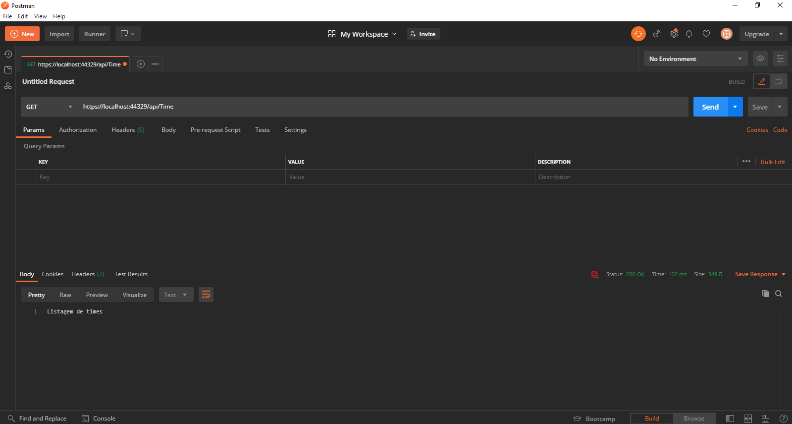 Postman
File Edit View Help
New Import Runner My Workspace Invite Upgrade
GET https://localhost:44329/api/Time No Environment
Untitled Request BUILD
GET https://localhost:44329/api/Time Send Save
Params Authorization Headers (6) Body Pre-request Script Tests Settings Cookies Code
Query Params
KEY VALUE DESCRIPTION Bulk Edit
Key Value Description
Body Cookies Headers (7) Test Results Status: 200 OK Time: ms Size: B Save Response
Pretty Raw Preview Visualize Text
1 Listagem de times
Find and Replace Console Bootcamp Build Browse